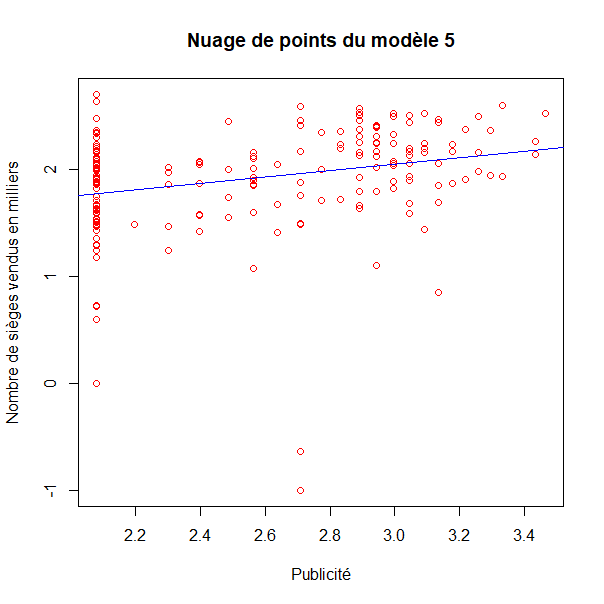 Nuage de points du modèle 5
Nombre de sièges vendus en milliers
2
1
0
-1
2.2 2.4 2.6 2.8 3.0 3.2 3.4
Publicité